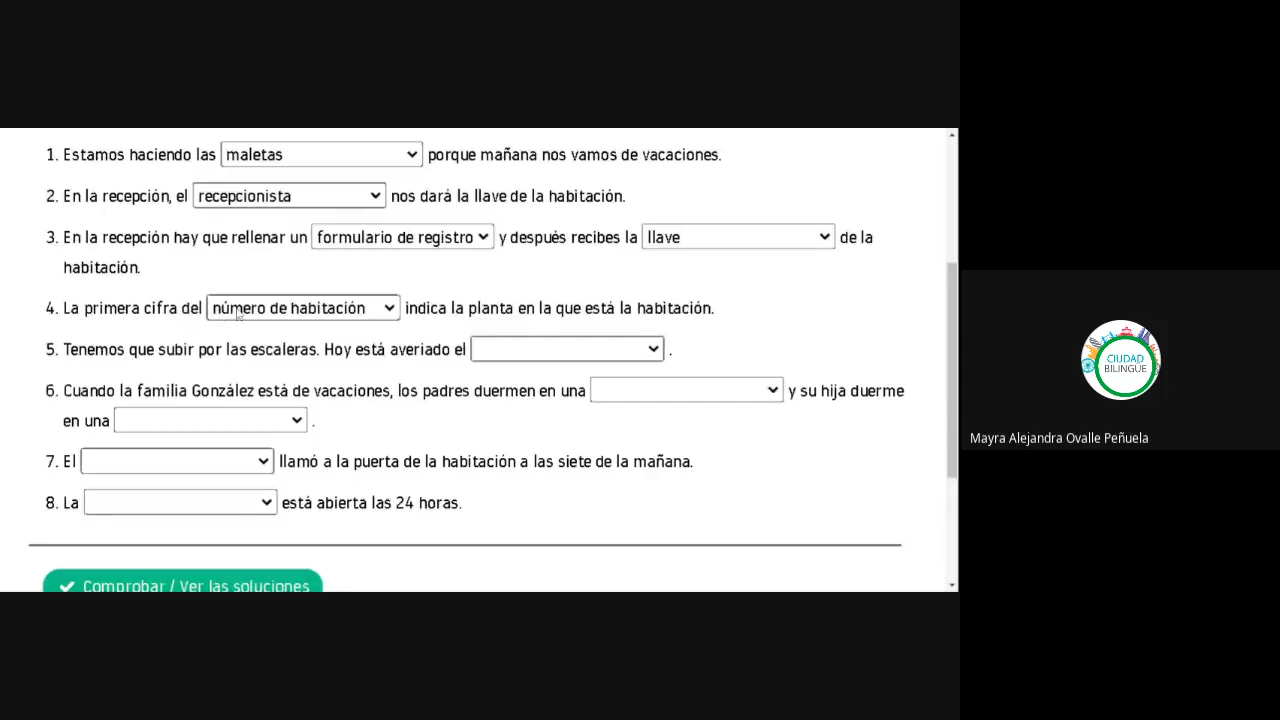 1. Estamos haciendo las maletas porque mañana nos vamos de vacaciones.
2. En la recepción, el recepcionista nos dará la llave de la habitación.
3. En la recepción hay que rellenar un formulario de registro y después recibes la llave de la
habitación.
4. La primera cifra del número de habitación indica la planta en la que está la habitación.
5. Tenemos que subir por las escaleras. Hoy está averiado el .
6. Cuando la familia González está de vacaciones, los padres duermen en una y su hija duerme
en una .
7. El llamó a la puerta de la habitación a las siete de la mañana.
8. La está abierta las 24 horas.
Comprobar / Ver las soluciones
CIUDAD
BILINGÜE
Mayra Alejandra Ovalle Peñuela